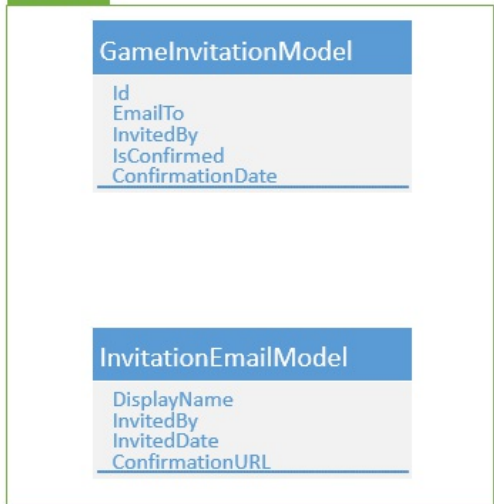 GameInvitationModel
Id
EmailTo
InvitedBy
IsConfirmed
ConfirmationDate
InvitationEmailModel
DisplayName
InvitedBy
InvitedDate
ConfirmationURL